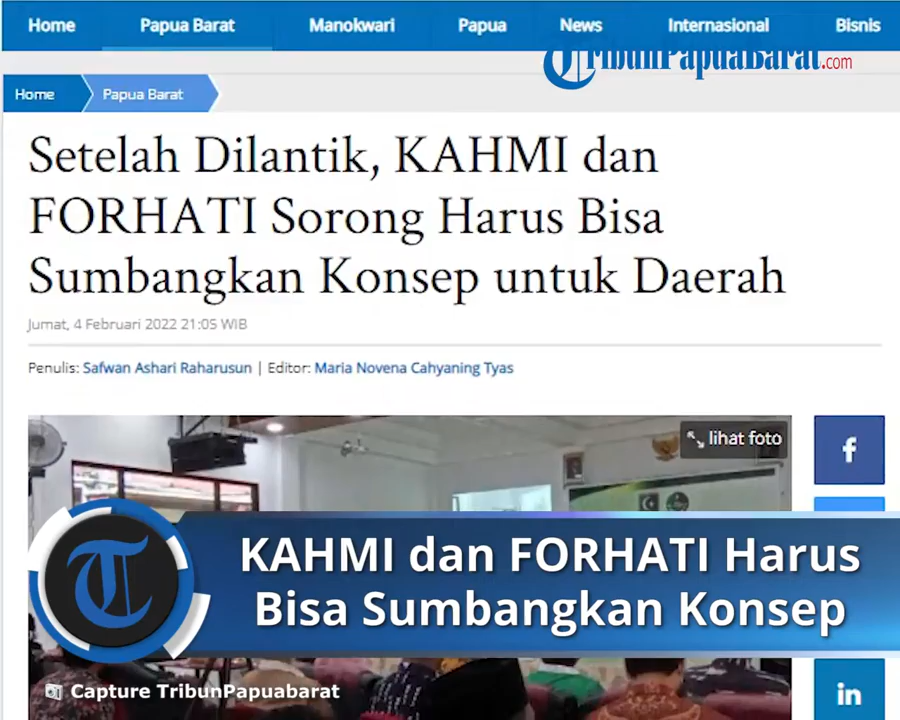 Home Papua Barat Manokwari Papua News Internasional Bisnis
TribunPapuaBarat.com
Home Papua Barat
Setelah Dilantik, KAHMI dan
FORHATI Sorong Harus Bisa
Sumbangkan Konsep untuk Daerah
Jumat, 4 Februari 2022 21:05 WIB
Penulis: Safwan Ashari Raharusun | Editor: Maria Novena Cahyaning Tyas
lihat foto
f
T
KAHMI dan FORHATI Harus
Bisa Sumbangkan Konsep
Capture TribunPapuabarat
in